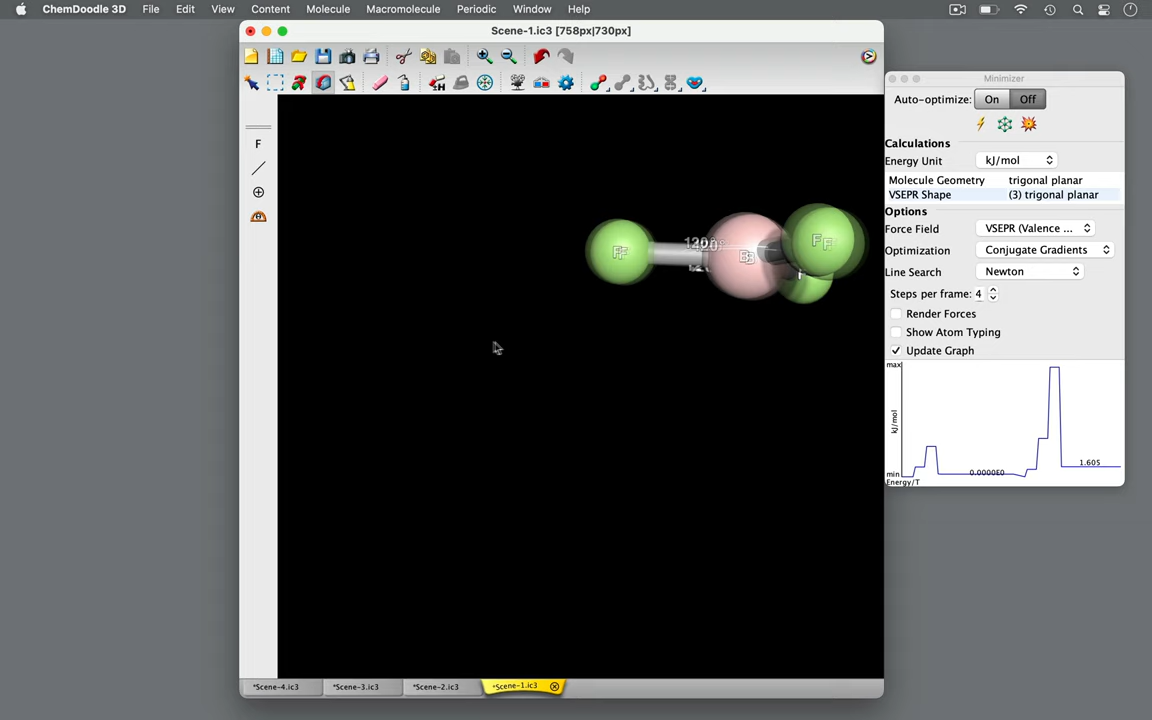 ChemDoodle 3D File Edit View Content Molecule Macromolecule Periodic Window Help
Scene-1.ic3 [758px|730px]
Minimizer
Auto-optimize: On Off
Calculations
Energy Unit kJ/mol
Molecule Geometry trigonal planar
VSEPR Shape (3) trigonal planar
Options
Force Field VSEPR (Valence ...
Optimization Conjugate Gradients
Line Search Newton
Steps per frame: 4
Render Forces
Show Atom Typing
Update Graph
max
kJ/mol
1.605
min
0.0000E0
Energy/T
F
F
B
F
F
*Scene-4.ic3 *Scene-3.ic3 *Scene-2.ic3 *Scene-1.ic3